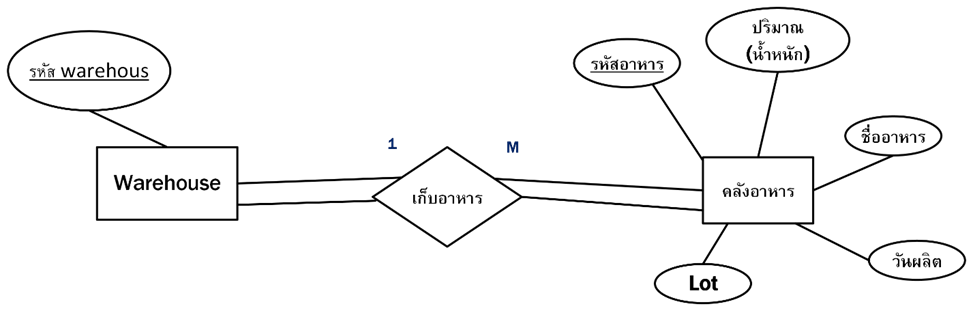 รหัส warehous
Warehouse
1
เก็บอาหาร
M
รหัสอาหาร
ปริมาณ
(น้ำหนัก)
ชื่ออาหาร
คลังอาหาร
วันผลิต
Lot